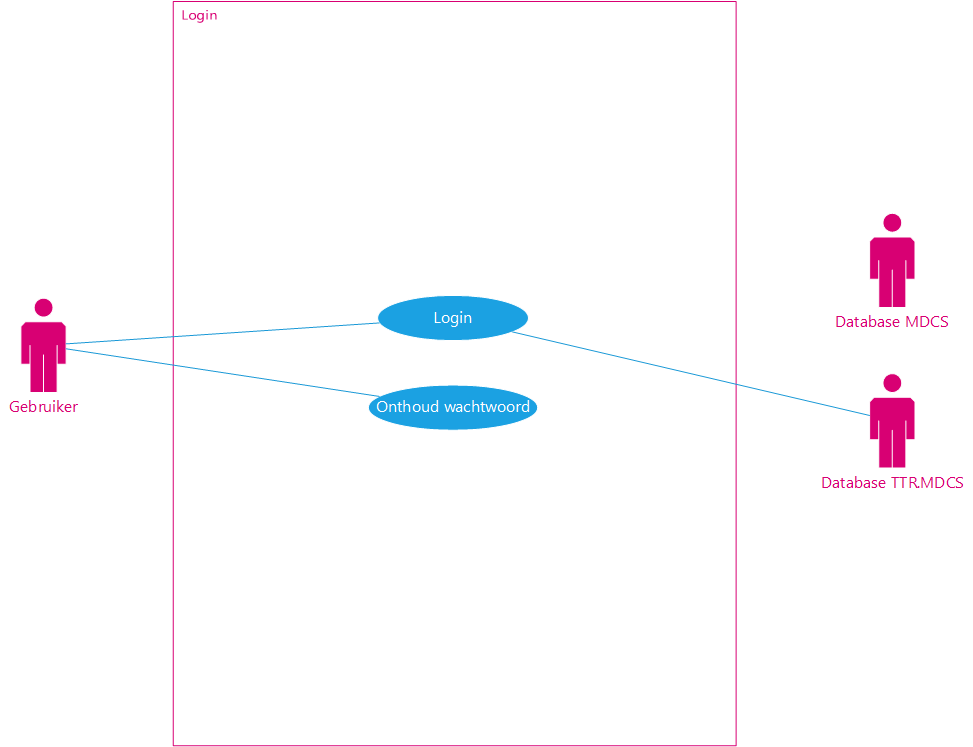 Login
Login
Database MDCS
Gebruiker
Onthoud wachtwoord
Database TTR.MDCS